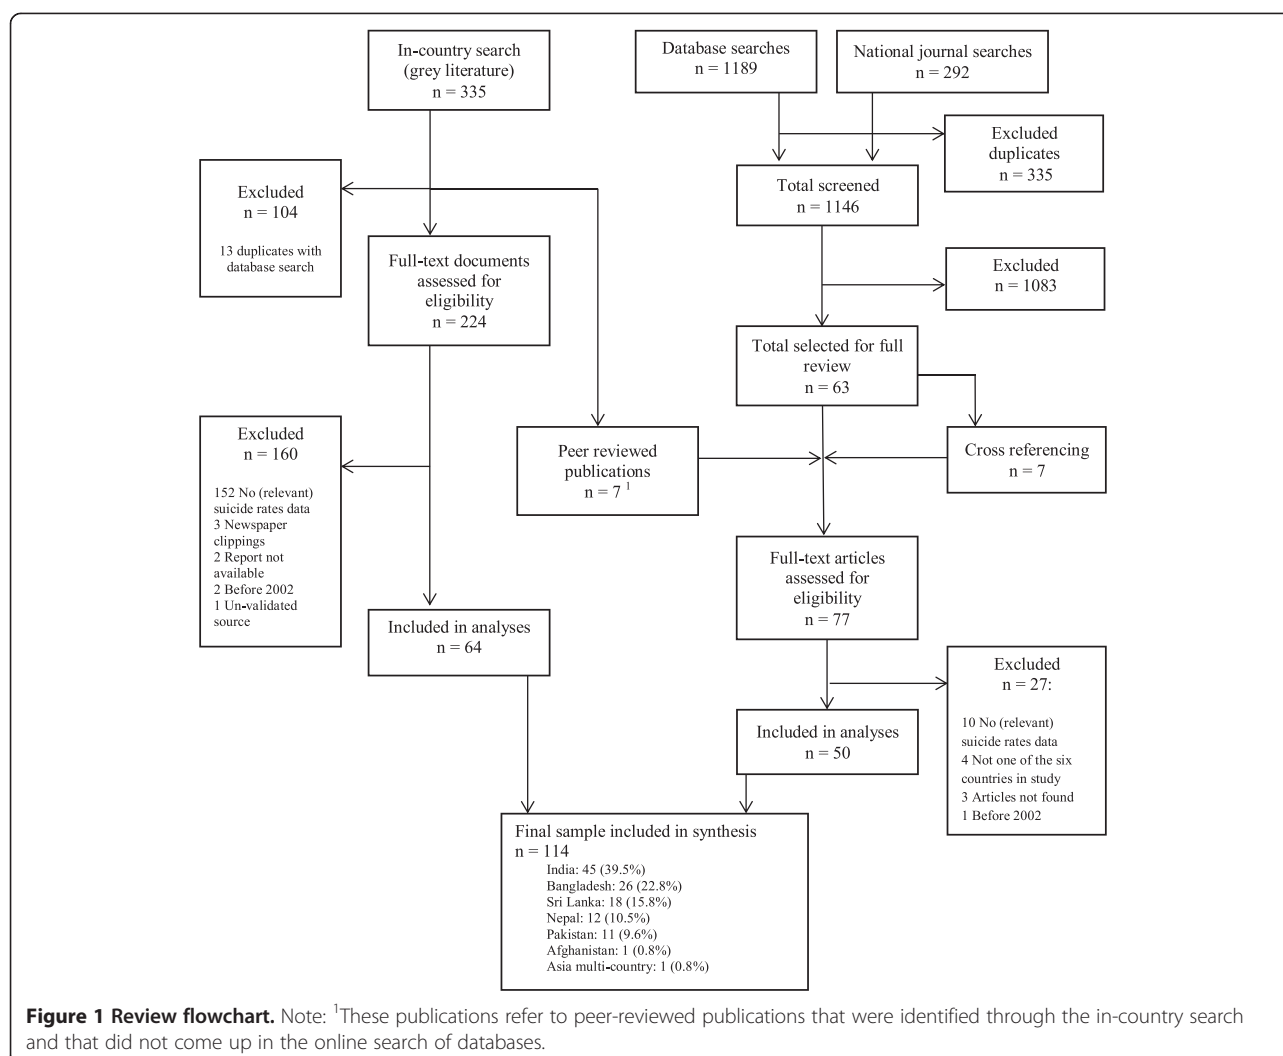 In-country search
(grey literature)
n = 335
Database searches
n = 1189
National journal searches
n = 292
Excluded
duplicates
n = 335
Excluded
n = 104
13 duplicates with
database search
Total screened
n = 1146
Full-text documents
assessed for
eligibility
n = 224
Excluded
n = 1083
Total selected for full
review
n = 63
Excluded
n = 160
152 No (relevant)
suicide rates data
3 Newspaper
clippings
2 Report not
available
2 Before 2002
1 Un-validated
source
Peer reviewed
publications
n = 7 1
Cross referencing
n = 7
Full-text articles
assessed for
eligibility
n = 77
Included in analyses
n = 64
Excluded
n = 27:
10 No (relevant)
suicide rates data
4 Not one of the six
countries in study
3 Articles not found
1 Before 2002
Included in analyses
n = 50
Final sample included in synthesis
n = 114
India: 45 (39.5%)
Bangladesh: 26 (22.8%)
Sri Lanka: 18 (15.8%)
Nepal: 12 (10.5%)
Pakistan: 11 (9.6%)
Afghanistan: 1 (0.8%)
Asia multi-country: 1 (0.8%)
Figure 1 Review flowchart. Note: 1These publications refer to peer-reviewed publications that were identified through the in-country search
and that did not come up in the online search of databases.